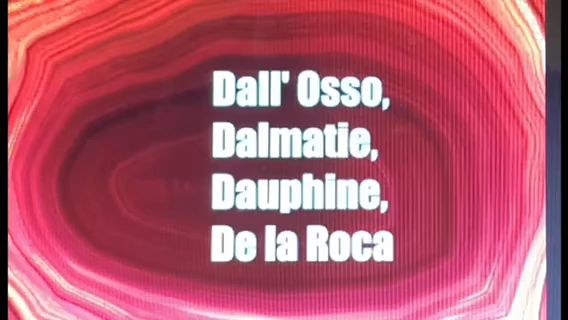 Dall' Osso,
Dalmatie,
Dauphine,
De la Roca